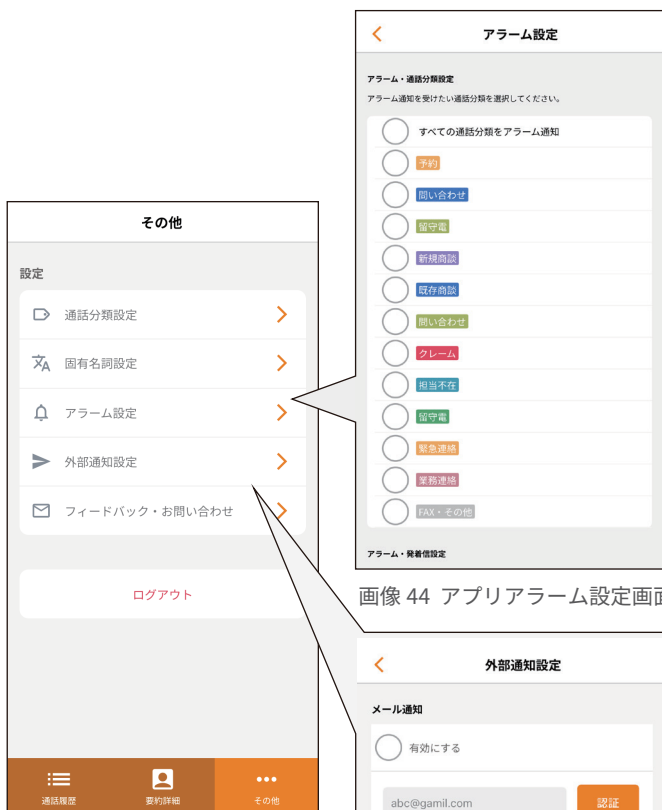 その他
設定
通話分類設定
固有名詞設定
アラーム設定
外部通知設定
フィードバック・お問い合わせ
ログアウト
通話履歴
要約詳細
その他
アラーム設定
アラーム・通話分類設定
アラーム通知を受けたい通話分類を選択してください。
すべての通話分類をアラーム通知
予約
問い合わせ
留守電
新規商談
既存商談
問い合わせ
クレーム
担当不在
留守電
緊急連絡
業務連絡
FAX・その他
アラーム・発着信設定
画像 44 アプリアラーム設定画面
外部通知設定
メール通知
有効にする
abc@gamil.com
認証